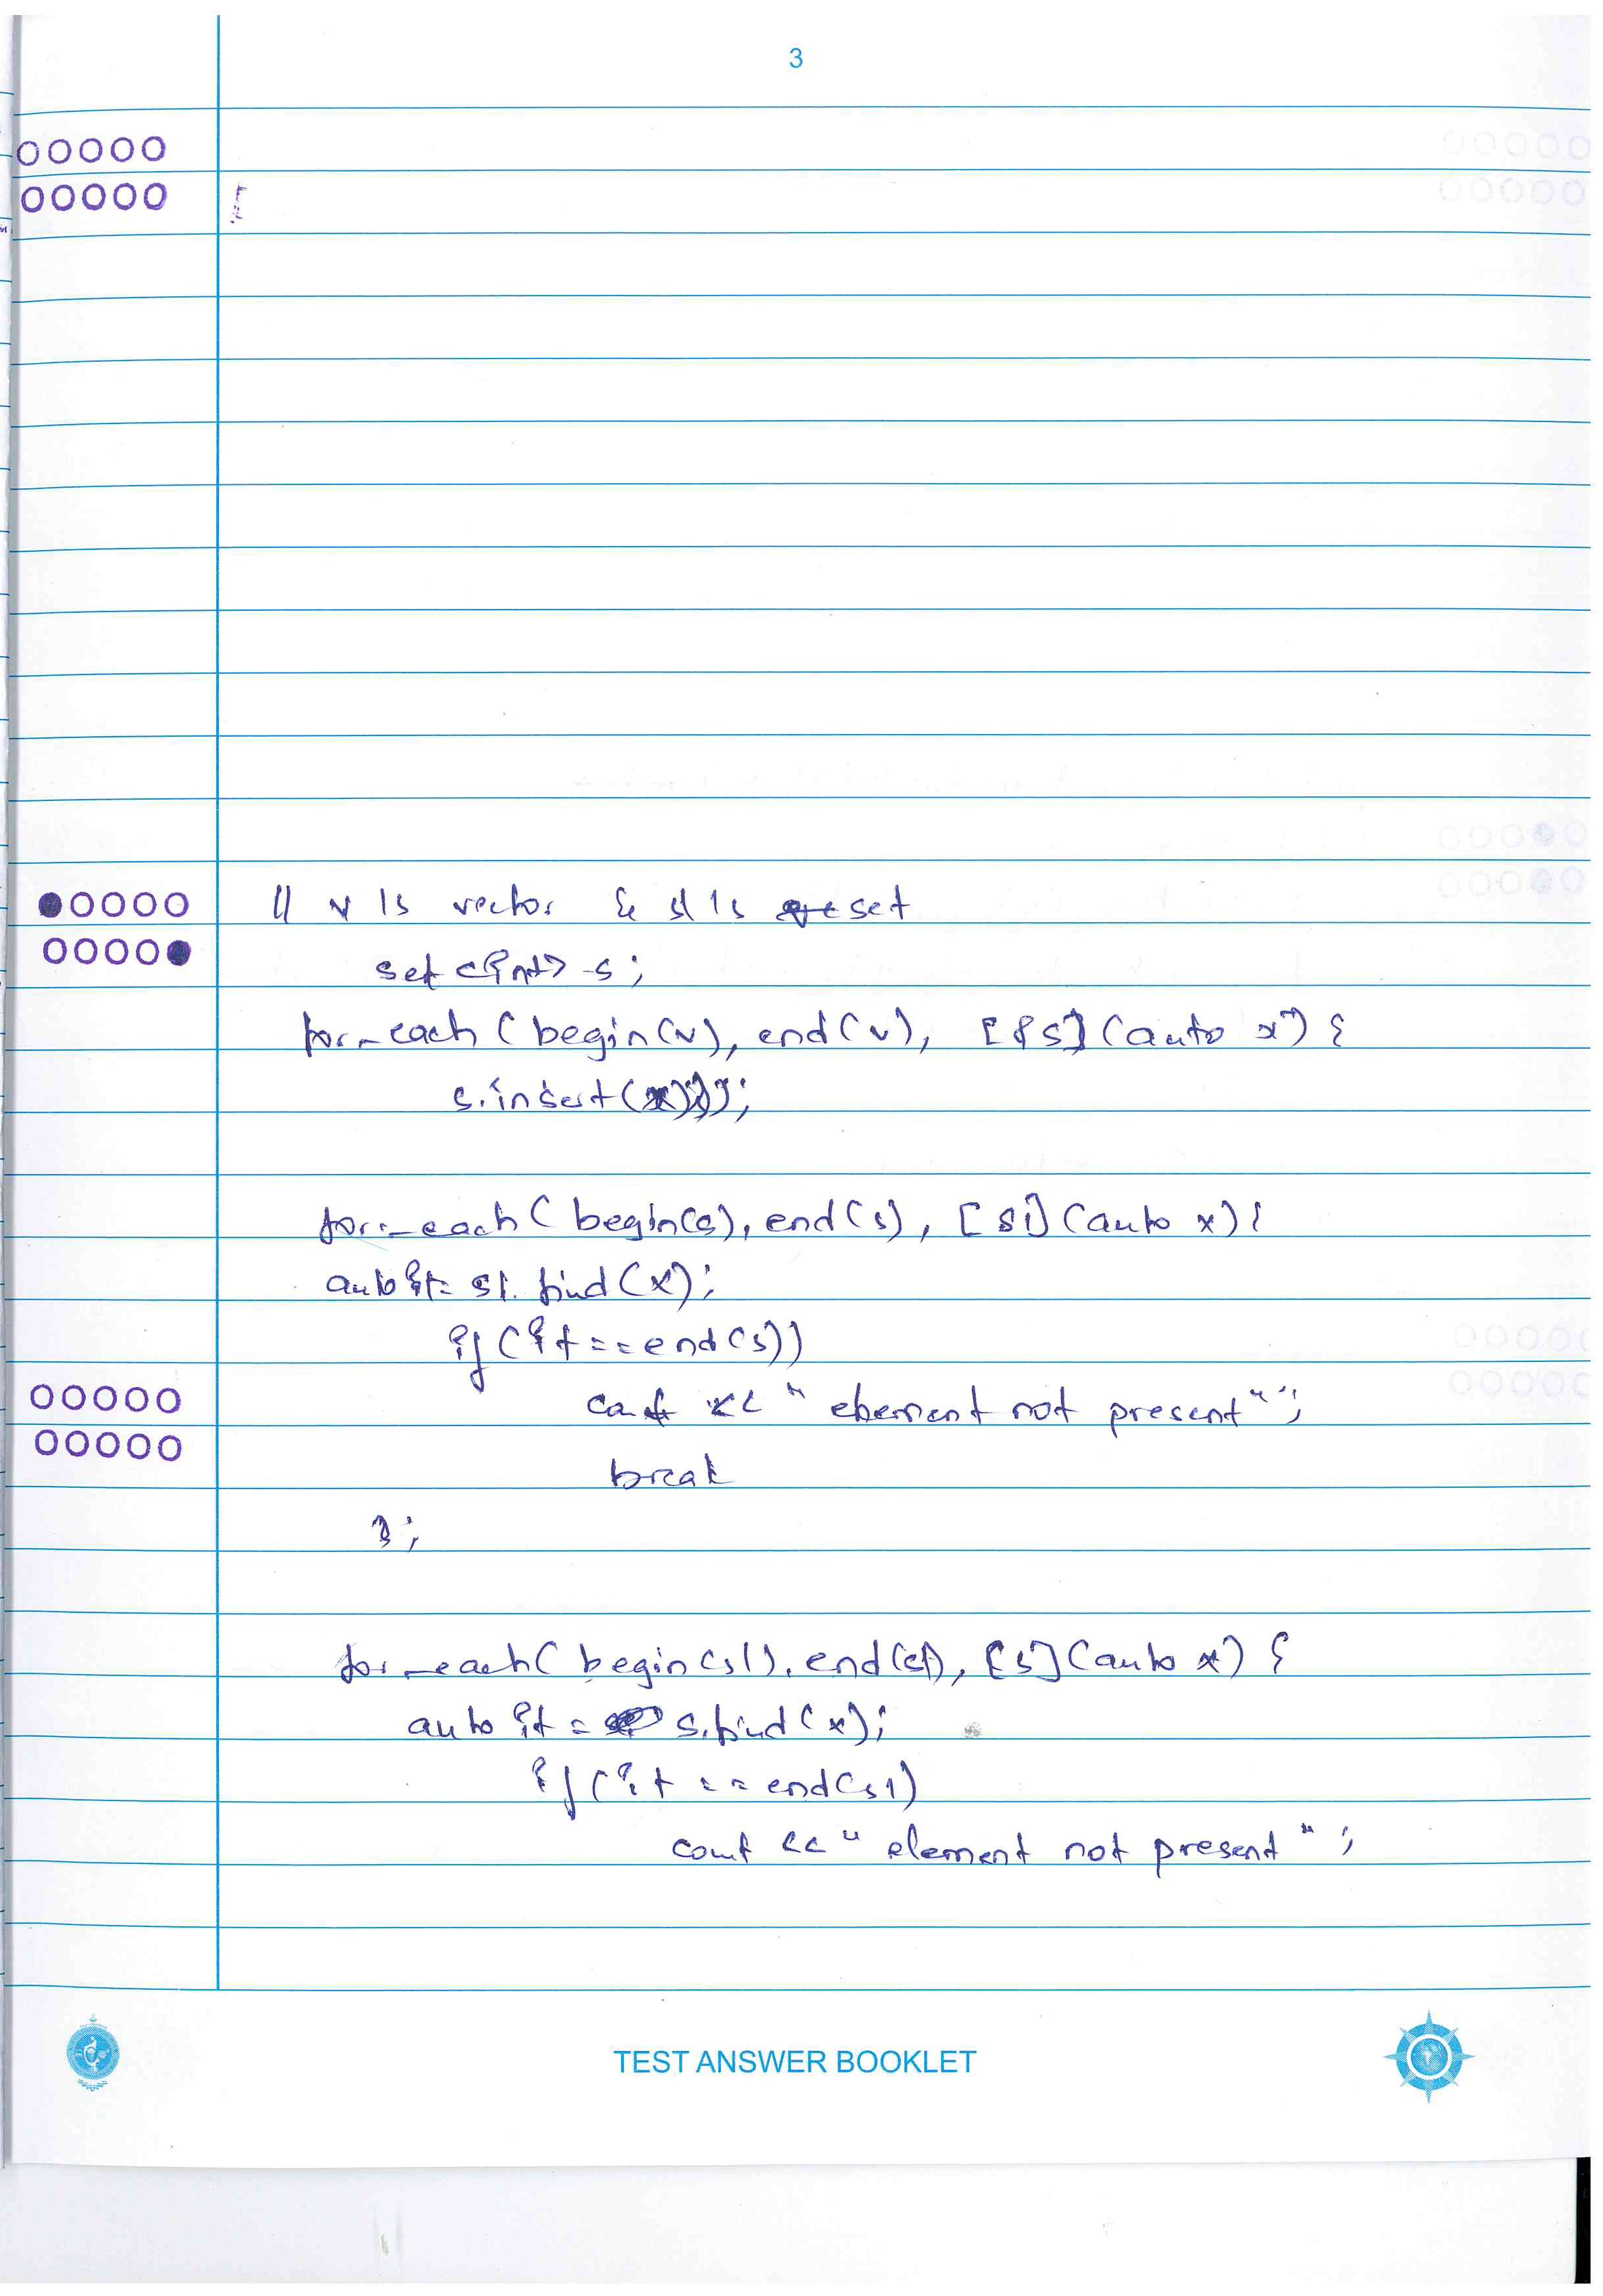 3
// v is vector & s1 is set
set <int> s;
for_each ( begin(v), end(v), [&s] (auto x) {
s.insert(x);});
for_each ( begin(s), end(s), [s1] (auto x) {
auto it = s1.find(x);
if (it == end(s))
cout << " element not present";
break
};
for_each ( begin(s1), end(s1), [s] (auto x) {
auto it = s.find(x);
if (it == end(s1)
cout << " element not present" ;
TEST ANSWER BOOKLET